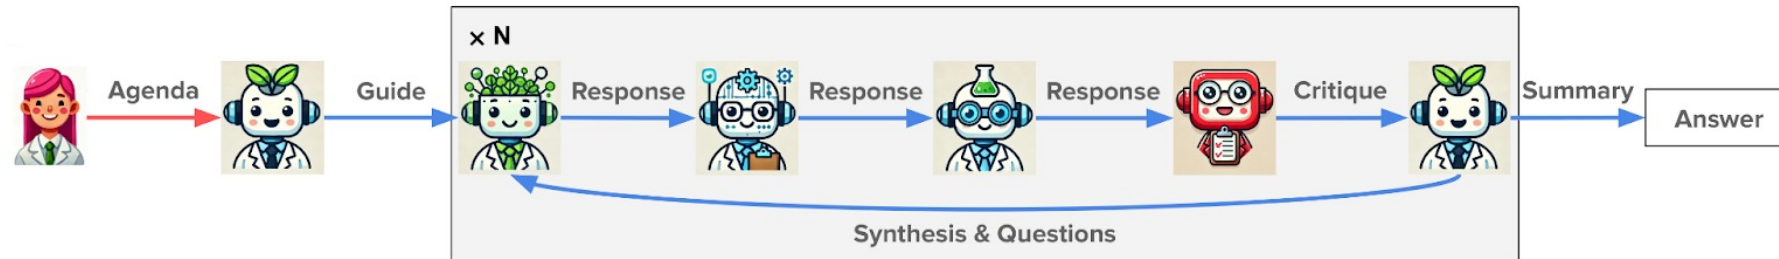 × N
Agenda
Guide
Response
Response
Response
Critique
Summary
Answer
Synthesis & Questions